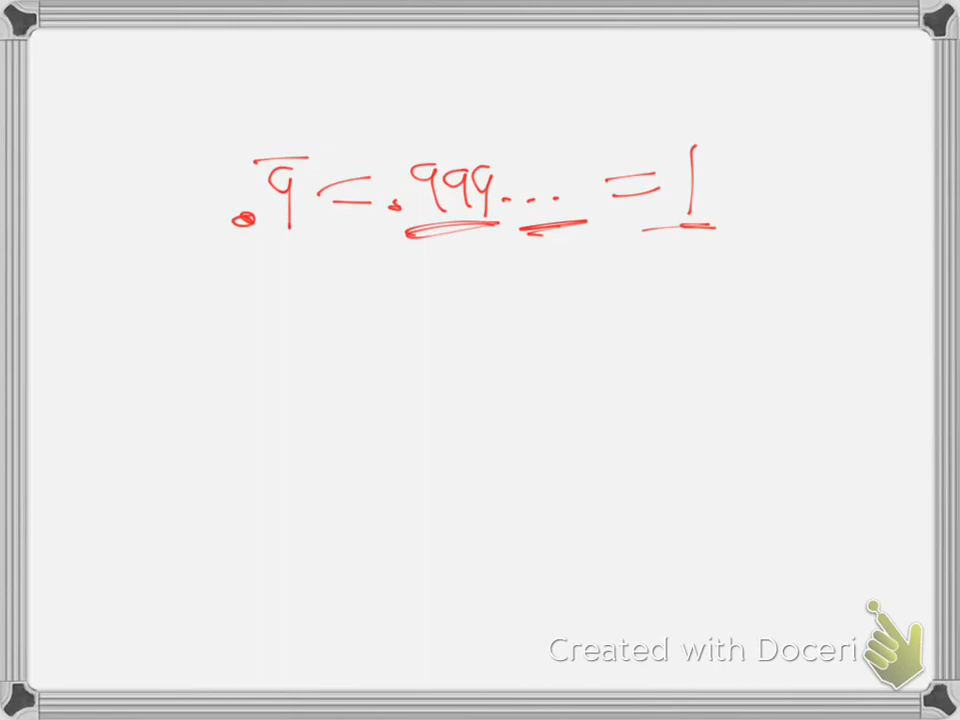 .9̅ = .999... = 1
Created with Doceri